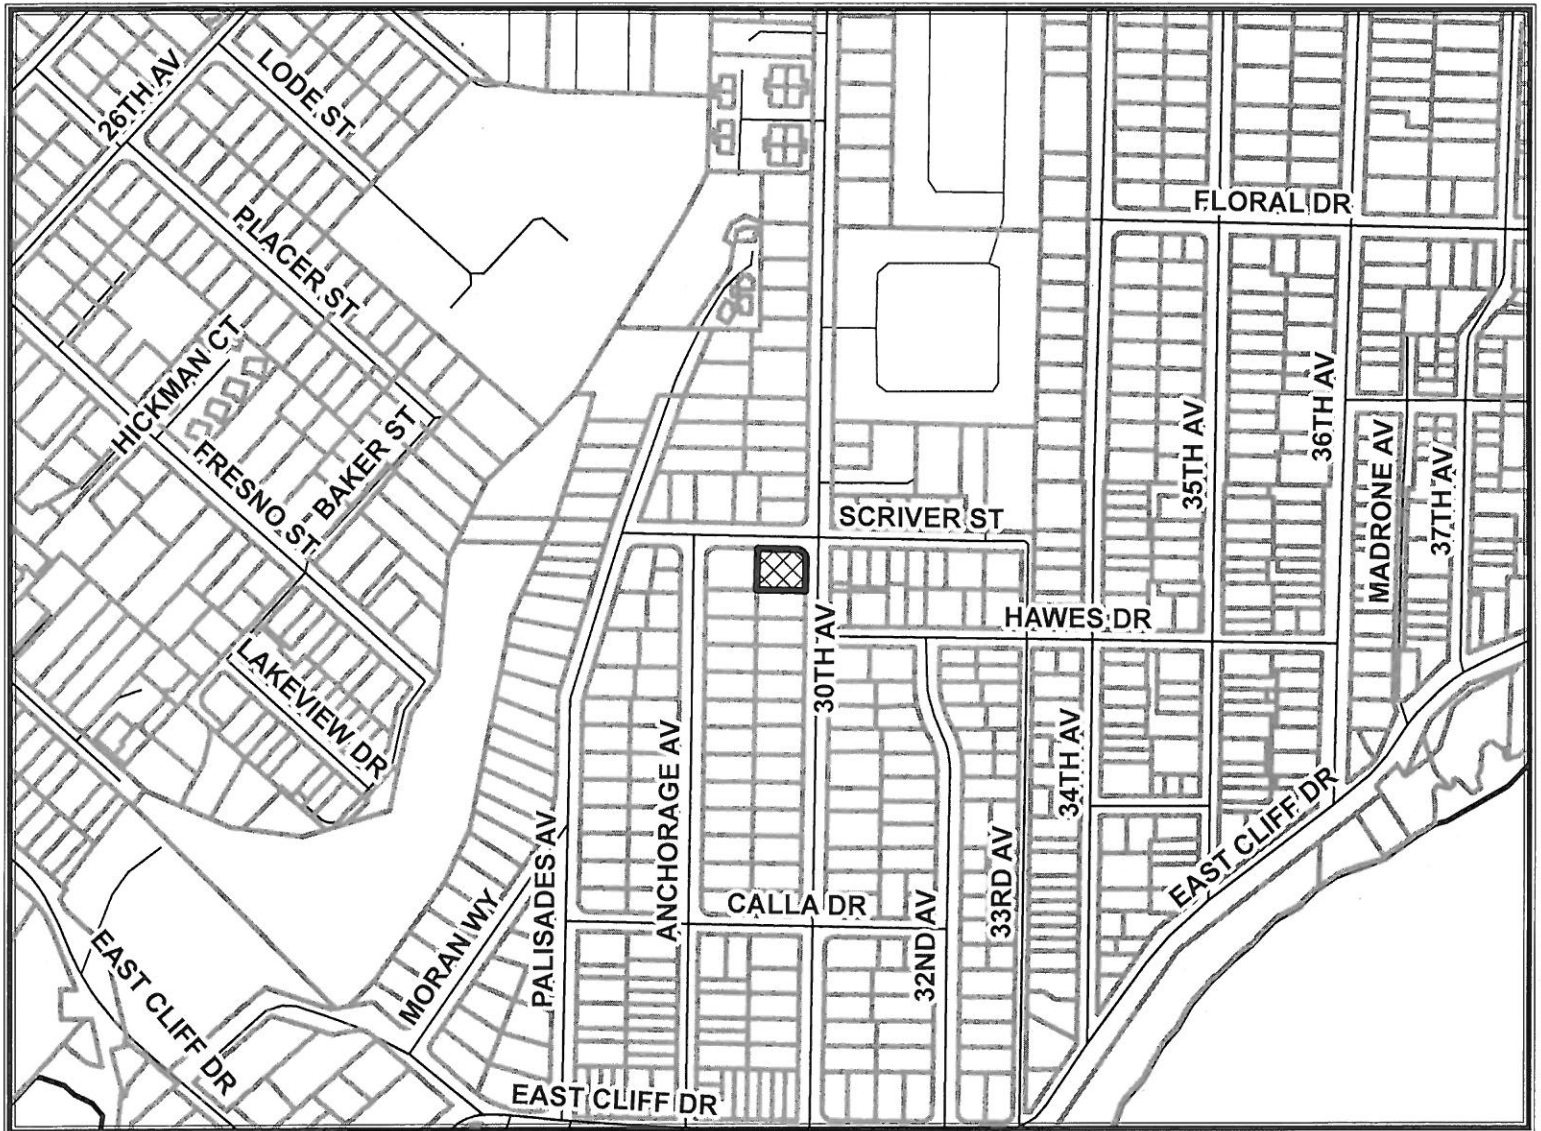 26TH AV
LODE ST
PLACER ST
FLORAL DR
HICKMAN CT
FRESNO ST
BAKER ST
LAKEVIEW DR
SCRIVER ST
HAWES DR
30TH AV
35TH AV
36TH AV
MADRONE AV
37TH AV
34TH AV
ANCHORAGE AV
PALISADES AV
MORAN WY
CALLA DR
32ND AV
33RD AV
EAST CLIFF DR
EAST CLIFF DR
EAST CLIFF DR